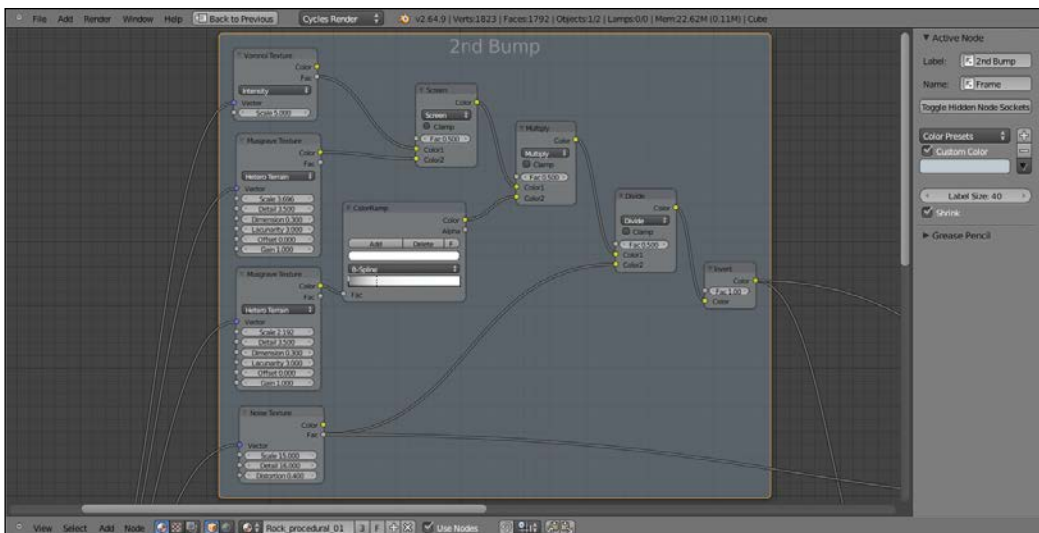 File Add Render Window Help Back to Previous Cycles Render v2.64.9 | Verts:1823 | Faces:1792 | Objects:1/2 | Lamps:0/0 | Mem:22.62M (0.11M) | Cube
2nd Bump
Voronoi Texture
Color
Fac
Intensity
Vector
Scale 5.000
Musgrave Texture
Color
Fac
Hetero Terrain
Vector
Scale 3.696
Detail 3.500
Dimension 0.300
Lacunarity 3.000
Offset 0.000
Gain 1.000
Musgrave Texture
Color
Fac
Hetero Terrain
Vector
Scale 2.192
Detail 3.500
Dimension 0.300
Lacunarity 3.000
Offset 0.000
Gain 1.000
Noise Texture
Color
Fac
Vector
Scale 15.000
Detail 16.000
Distortion 0.400
Screen
Color
Screen
Clamp
Fac 0.500
Color1
Color2
ColorRamp
Color
Alpha
Add Delete F
B-Spline
Fac
Multiply
Color
Multiply
Clamp
Fac 0.500
Color1
Color2
Divide
Color
Divide
Clamp
Fac 0.500
Color1
Color2
Invert
Color
Fac 1.00
Color
Active Node
Label: 2nd Bump
Name: Frame
Toggle Hidden Node Sockets
Color Presets
Custom Color
Label Size: 40
Shrink
Grease Pencil
View Select Add Node Rock_procedural_01 3 F Use Nodes